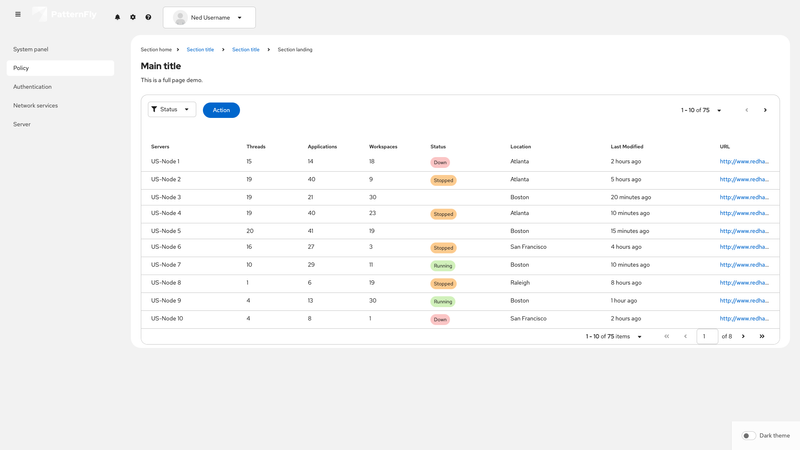 PatternFly
Ned Username
System panel
Policy
Authentication
Network services
Server
Section home Section title Section title Section landing
Main title
This is a full page demo.
Status Action 1 - 10 of 75
Servers Threads Applications Workspaces Status Location Last Modified URL
US-Node 1 15 14 18 Down Atlanta 2 hours ago http://www.redha...
US-Node 2 19 40 9 Stopped Atlanta 5 hours ago http://www.redha...
US-Node 3 19 21 30 Boston 20 minutes ago http://www.redha...
US-Node 4 19 40 23 Stopped Atlanta 10 minutes ago http://www.redha...
US-Node 5 20 41 19 Boston 15 minutes ago http://www.redha...
US-Node 6 16 27 3 Stopped San Francisco 4 hours ago http://www.redha...
US-Node 7 10 29 11 Running Boston 10 minutes ago http://www.redha...
US-Node 8 1 6 19 Stopped Raleigh 8 hours ago http://www.redha...
US-Node 9 4 13 30 Running Boston 1 hour ago http://www.redha...
US-Node 10 4 8 1 Down San Francisco 2 hours ago http://www.redha...
1 - 10 of 75 items 1 of 8
Dark theme